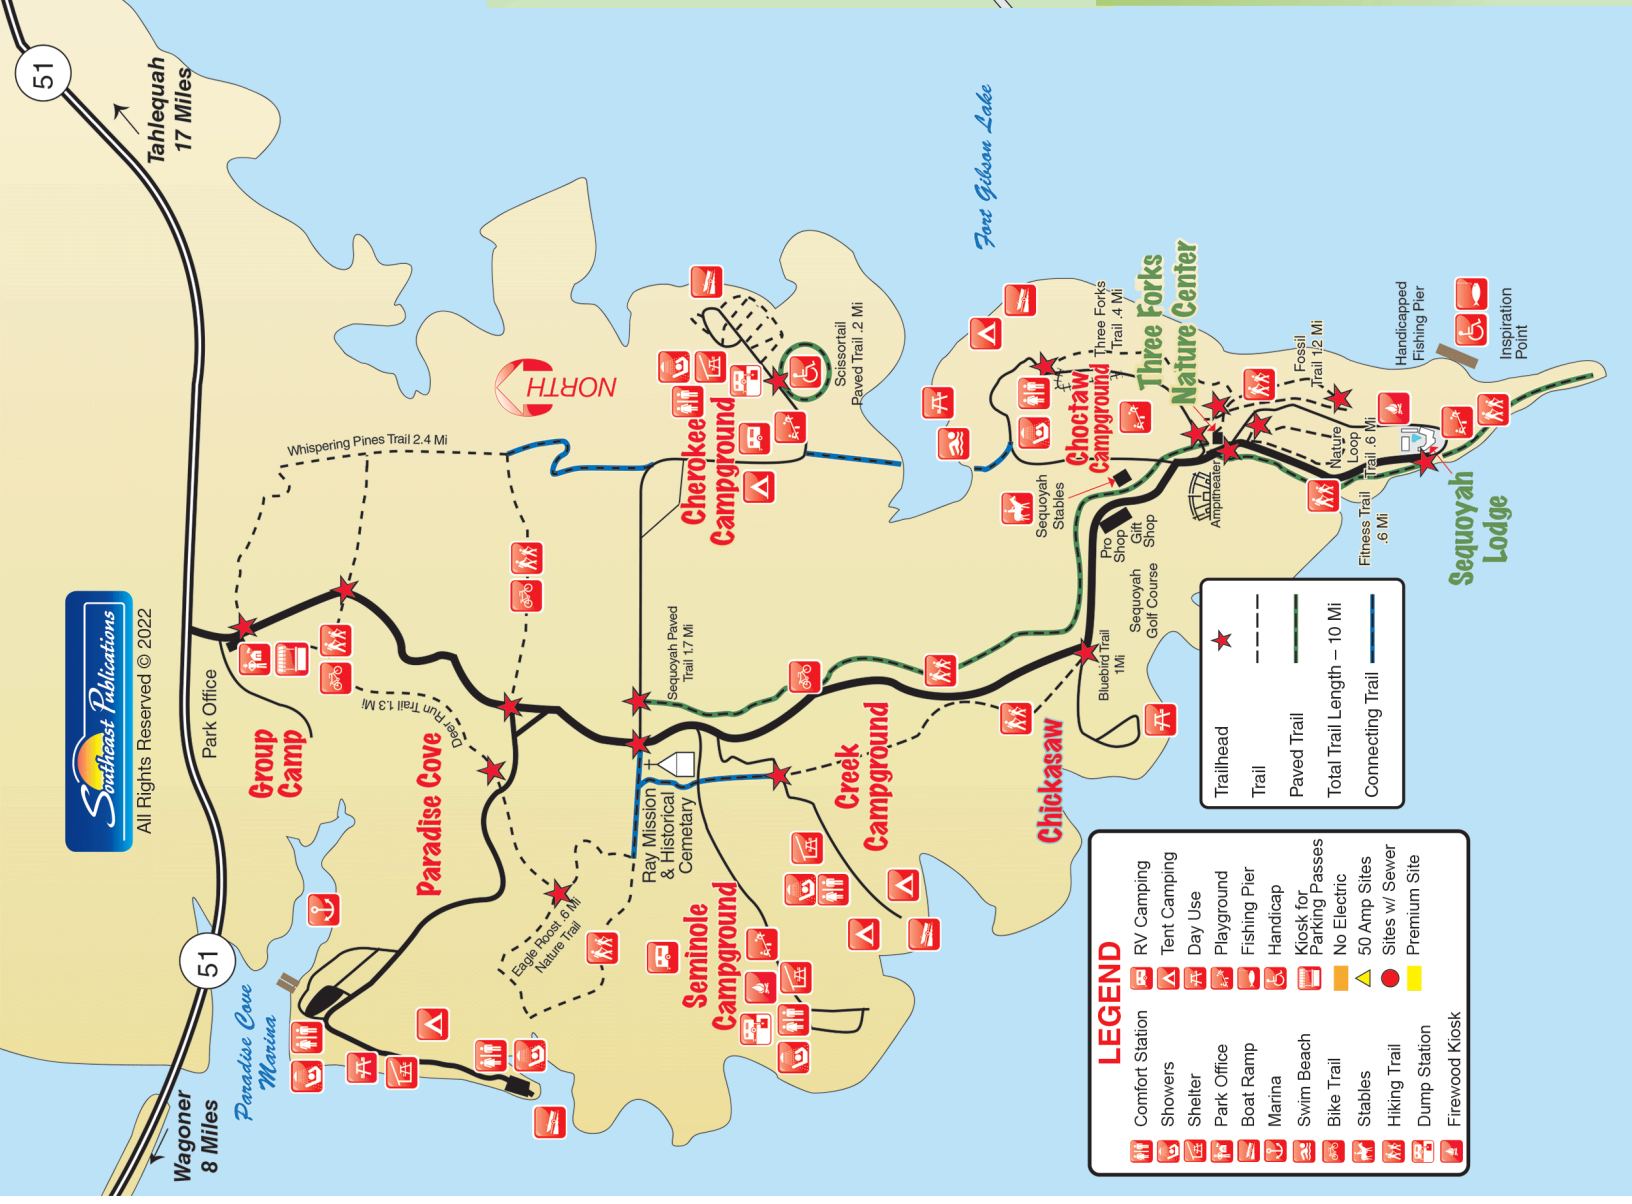 51
Tahlequah
17 Miles
Southeast Publications
All Rights Reserved © 2022
Park Office
Group
Camp
51
Wagoner
8 Miles
Paradise Cove
Marina
Whispering Pines Trail 2.4 Mi
Deer Run Trail 1.3 Mi
Paradise Cove
NORTH
Eagle Roost .6 Mi
Nature Trail
Ray Mission
& Historical
Cemetary
Sequoyah Paved
Trail 1.7 Mi
Cherokee
Campground
Scissortail
Paved Trail .2 Mi
Seminole
Campground
Creek
Campground
Fort Gibson Lake
Chickasaw
Bluebird Trail
1Mi
Sequoyah
Golf Course
Pro
Shop
Gift
Shop
Sequoyah
Stables
Choctaw
Campground
Three Forks
Trail .4 Mi
Three Forks
Nature Center
Ampitheater
Fossil
Trail 1.2 Mi
Nature
Loop
Trail .6 Mi
Fitness Trail
.6 Mi
Handicapped
Fishing Pier
Inspiration
Point
Sequoyah
Lodge
Trailhead
Trail
Paved Trail
Total Trail Length – 10 Mi
Connecting Trail
LEGEND
Comfort Station
Showers
Shelter
Park Office
Boat Ramp
Marina
Swim Beach
Bike Trail
Stables
Hiking Trail
Dump Station
Firewood Kiosk
RV Camping
Tent Camping
Day Use
Playground
Fishing Pier
Handicap
Kiosk for
Parking Passes
No Electric
50 Amp Sites
Sites w/ Sewer
Premium Site